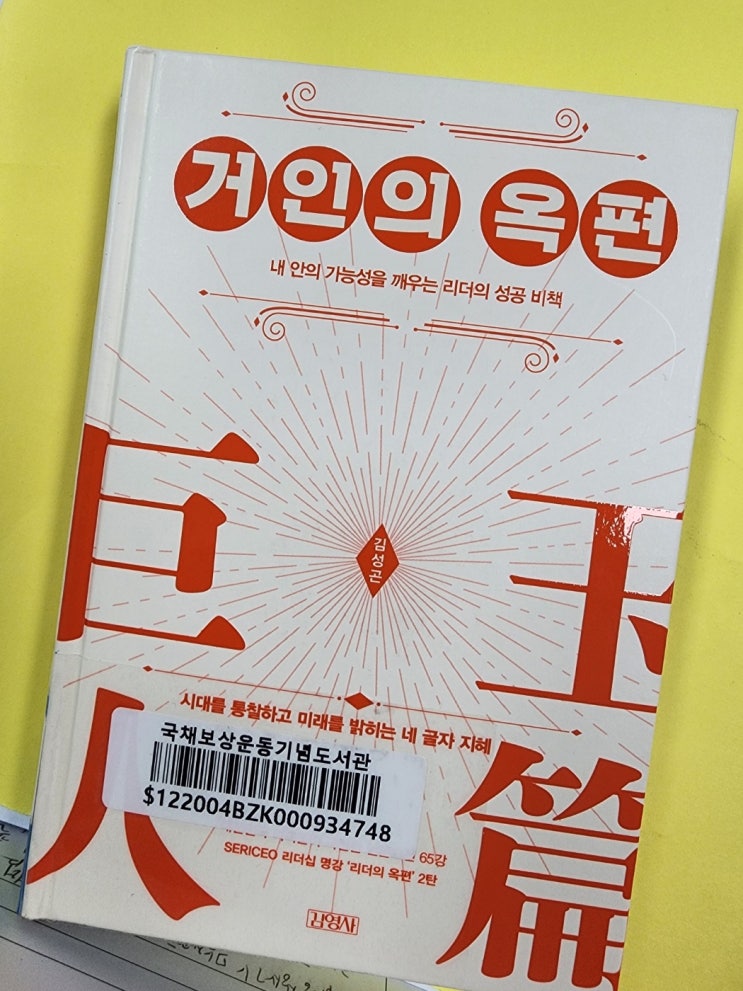 거인의 옥편
내 안의 가능성을 깨우는 리더의 성공 비책
巨人
玉篇
김성곤
시대를 통찰하고 미래를 밝히는 네 글자 지혜
국채보상운동기념도서관
$122004BZK000934748
65강
SERICEO 리더십 명강 '리더의 옥편' 2탄
김영사